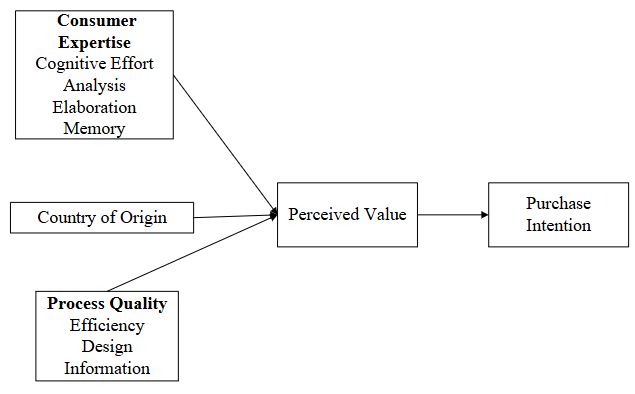 Consumer
Expertise
Cognitive Effort
Analysis
Elaboration
Memory
Country of Origin
Process Quality
Efficiency
Design
Information
Perceived Value
Purchase
Intention